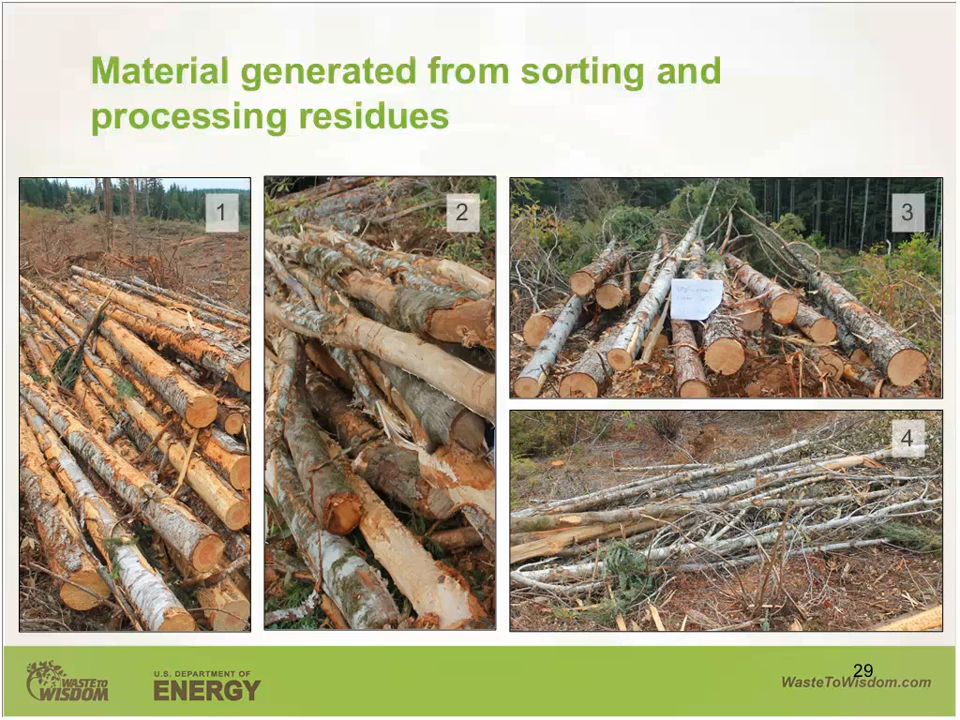 Material generated from sorting and
processing residues
1
2
3
4
WASTE TO
WISDOM
U.S. DEPARTMENT OF
ENERGY
29
WasteToWisdom.com